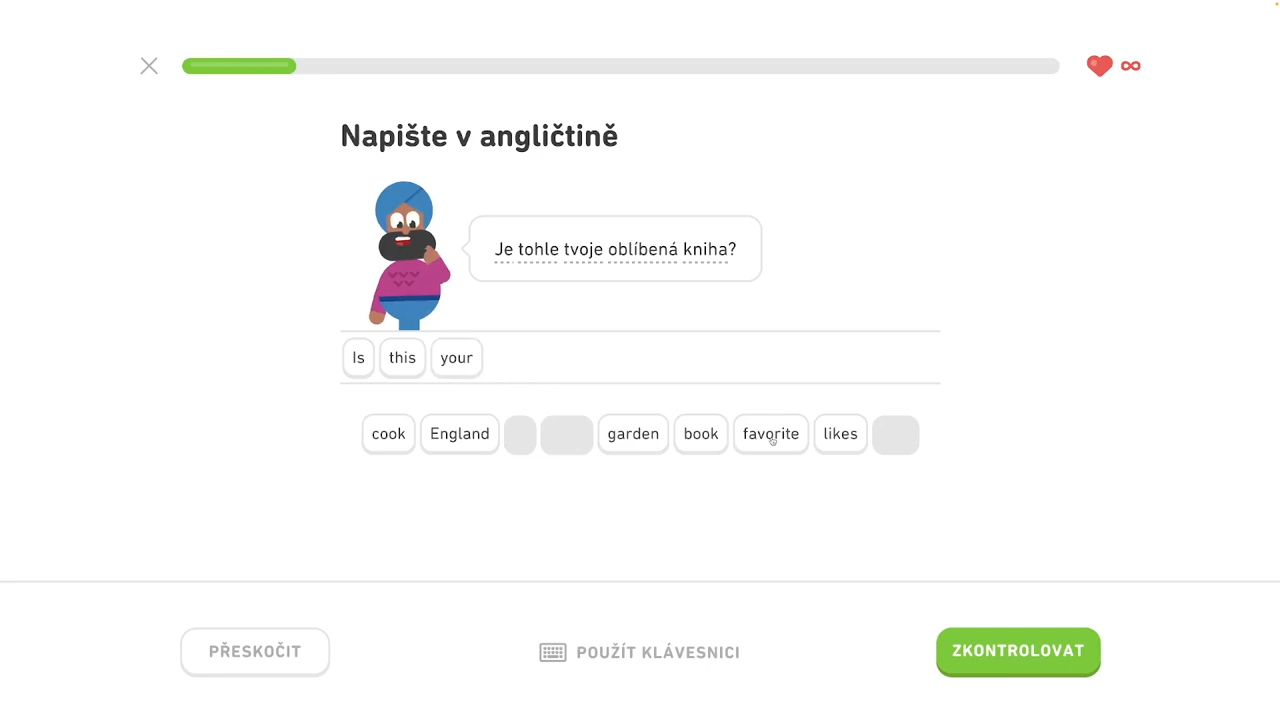 Napište v angličtině
Je tohle tvoje oblíbená kniha?
Is this your
cook England garden book favorite likes
PŘESKOČIT POUŽÍT KLÁVESNICI ZKONTROLOVAT